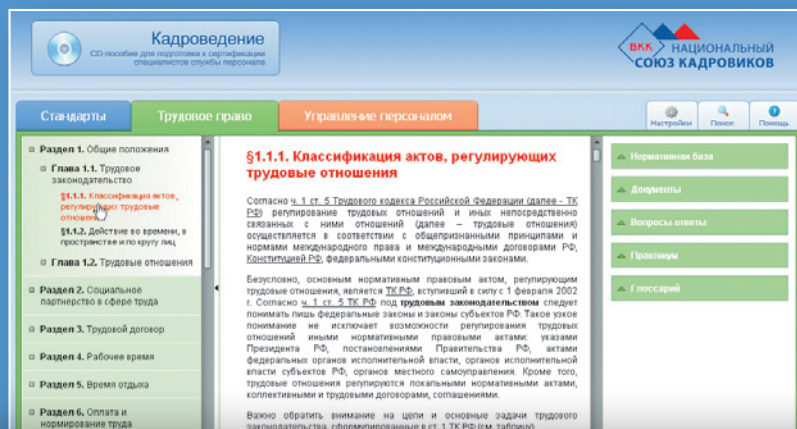 Кадроведение
CD-пособие для подготовки к сертификации
специалистов службы персонала
ВКК
НАЦИОНАЛЬНЫЙ
СОЮЗ КАДРОВИКОВ
Стандарты
Трудовое право
Управление персоналом
Настройки
Поиск
Помощь
Раздел 1. Общие положения
Глава 1.1. Трудовое
законодательство
§1.1.1. Классификация актов,
регулирующих трудовые
отношения
§1.1.2. Действие во времени, в
пространстве и по кругу лиц
Глава 1.2. Трудовые отношения
Раздел 2. Социальное
партнерство в сфере труда
Раздел 3. Трудовой договор
Раздел 4. Рабочее время
Раздел 5. Время отдыха
Раздел 6. Оплата и
нормирование труда
§1.1.1. Классификация актов, регулирующих
трудовые отношения
Согласно ч. 1 ст. 5 Трудового кодекса Российской Федерации (далее - ТК
РФ) регулирование трудовых отношений и иных непосредственно
связанных с ними отношений (далее – трудовые отношения)
осуществляется в соответствии с общепризнанными принципами и
нормами международного права и международными договорами РФ,
Конституцией РФ, федеральными конституционными законами.
Безусловно, основным нормативным правовым актом, регулирующим
трудовые отношения, является ТК РФ, вступивший в силу с 1 февраля 2002
г. Согласно ч. 1 ст. 5 ТК РФ под трудовым законодательством следует
понимать лишь федеральные законы и законы субъектов РФ. Такое узкое
понимание не исключает возможности регулирования трудовых
отношений иными нормативными правовыми актами: указами
Президента РФ, постановлениями Правительства РФ, актами
федеральных органов исполнительной власти, органов исполнительной
власти субъектов РФ, органов местного самоуправления. Кроме того,
трудовые отношения регулируются локальными нормативными актами,
коллективными и трудовыми договорами, соглашениями.
Важно обратить внимание на цели и основные задачи трудового
законодательства, сформулированные в ст. 1 ТК РФ (см. таблицу).
Нормативная база
Документы
Вопросы-ответы
Практикум
Глоссарий